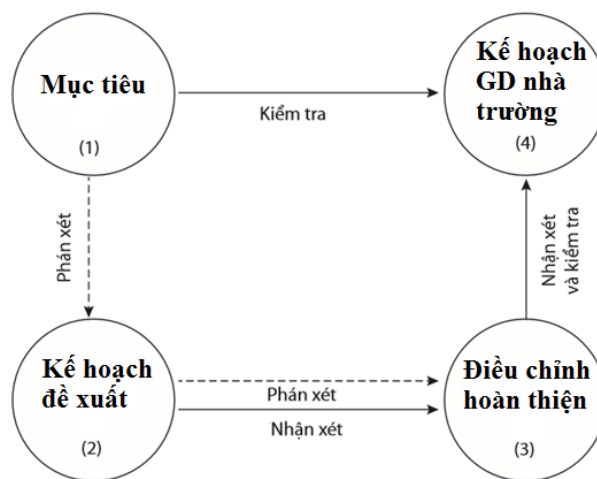 Mục tiêu
(1)
Kiểm tra
Kế hoạch
GD nhà
trường
(4)
Phán xét
Nhận xét
và kiểm tra
Kế hoạch
đề xuất
(2)
Phán xét
Nhận xét
Điều chỉnh
hoàn thiện
(3)